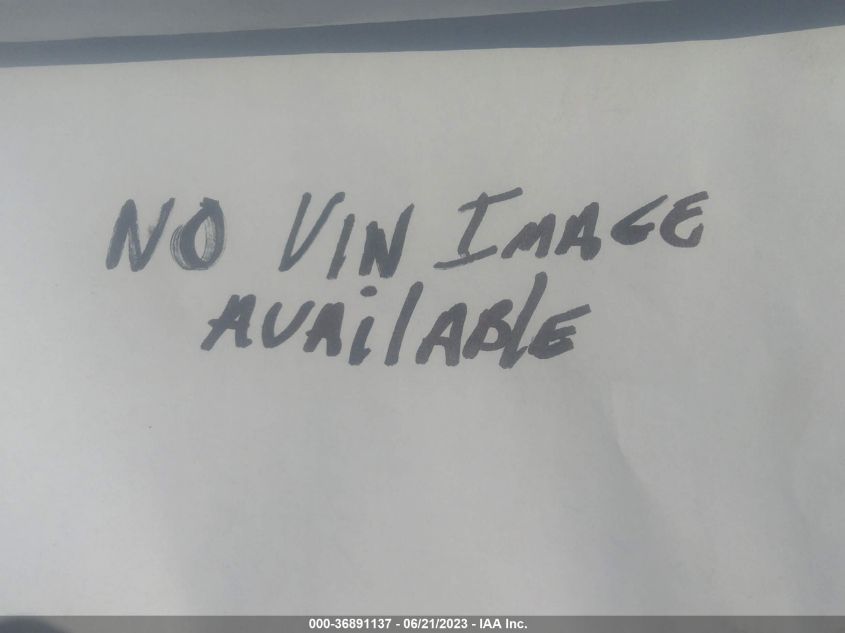 NO VIN IMAGE
AVAilABlE
000-36891137 - 06/21/2023 - IAA Inc.